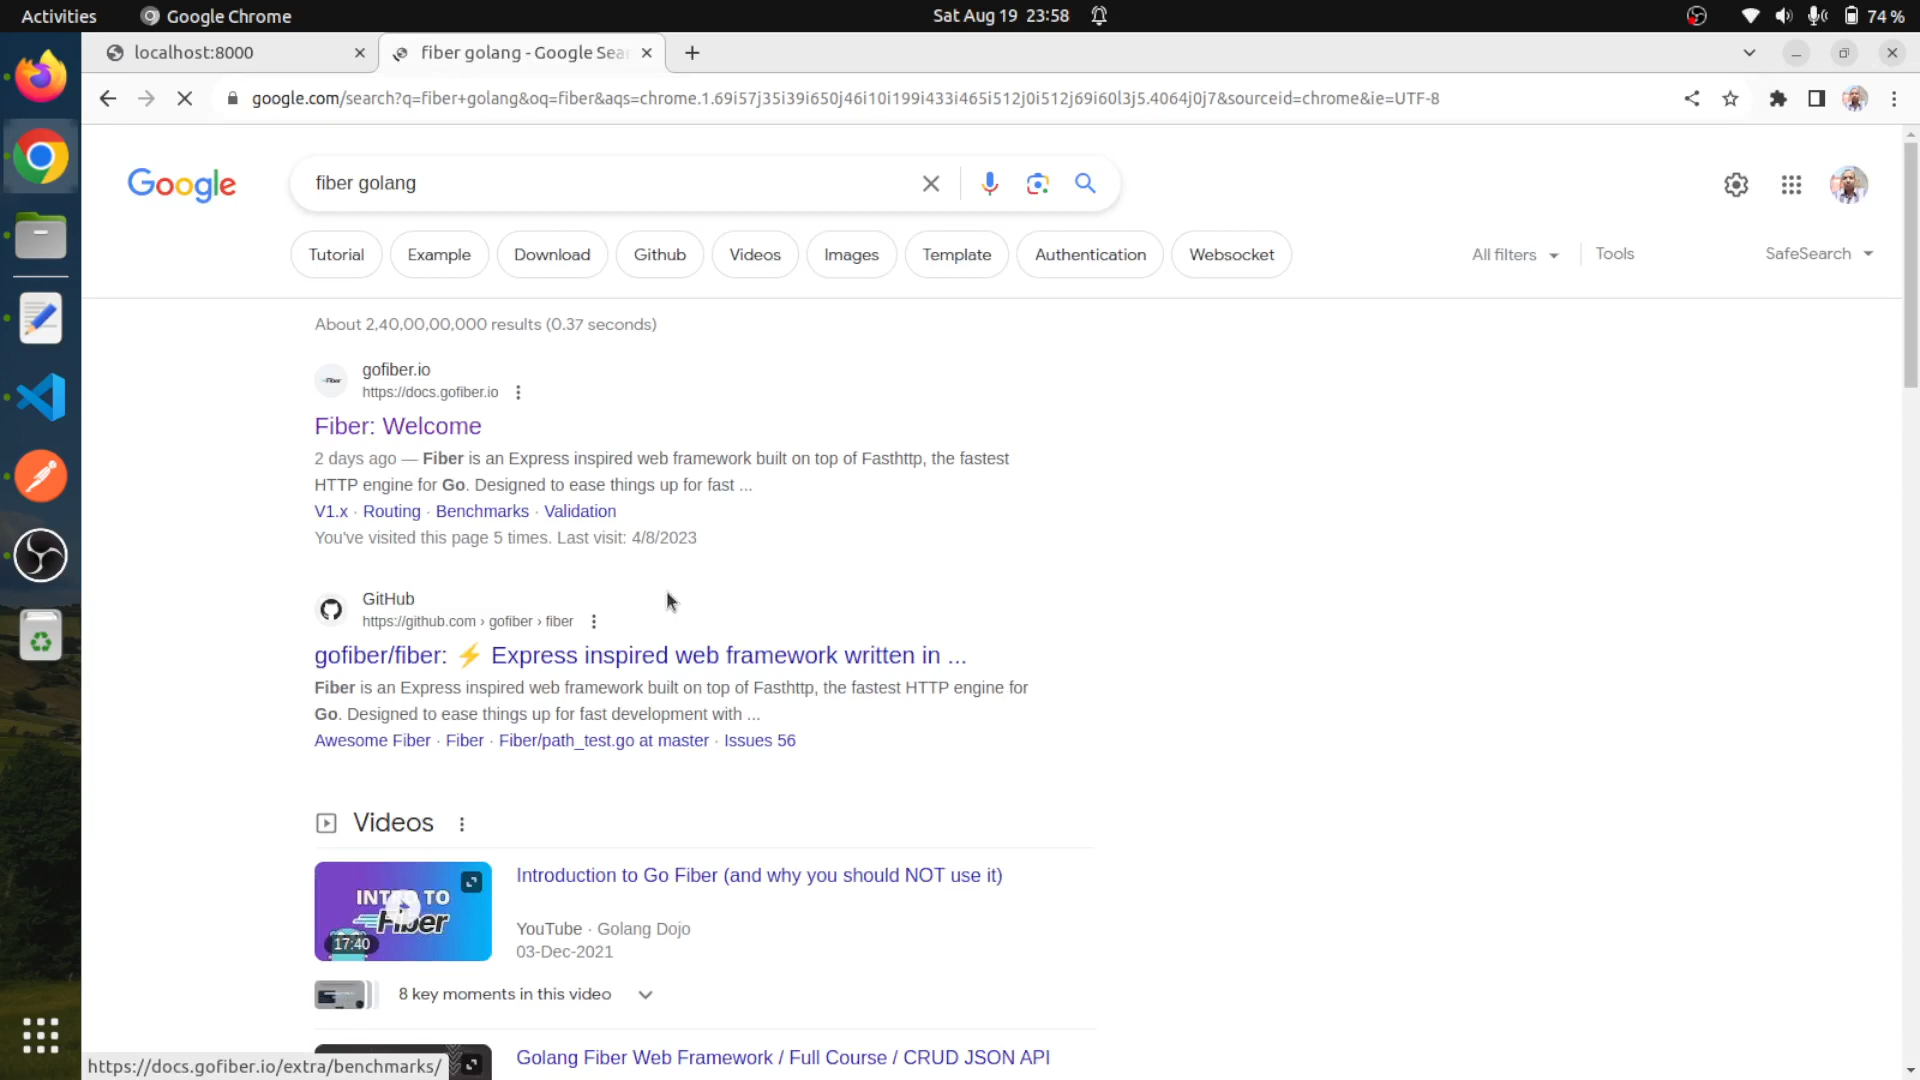 Activities
Google Chrome
Sat Aug 19 23:58
74 %
localhost:8000
fiber golang - Google Sea
google.com/search?q=fiber+golang&oq=fiber&aqs=chrome.1.69i57j35i39i650j46i10i199i433i465i512j0i512j69i60l3j5.4064j0j7&sourceid=chrome&ie=UTF-8
Google
fiber golang
Tutorial
Example
Download
Github
Videos
Images
Template
Authentication
Websocket
All filters
Tools
SafeSearch
About 2,40,00,00,000 results (0.37 seconds)
gofiber.io
https://docs.gofiber.io
Fiber: Welcome
2 days ago — Fiber is an Express inspired web framework built on top of Fasthttp, the fastest
HTTP engine for Go. Designed to ease things up for fast ...
V1.x · Routing · Benchmarks · Validation
You've visited this page 5 times. Last visit: 4/8/2023
GitHub
https://github.com › gofiber › fiber
gofiber/fiber: ⚡ Express inspired web framework written in ...
Fiber is an Express inspired web framework built on top of Fasthttp, the fastest HTTP engine for
Go. Designed to ease things up for fast development with ...
Awesome Fiber · Fiber · Fiber/path_test.go at master · Issues 56
Videos
INTRO TO
Fiber
17:40
Introduction to Go Fiber (and why you should NOT use it)
YouTube · Golang Dojo
03-Dec-2021
8 key moments in this video
Golang Fiber Web Framework / Full Course / CRUD JSON API
https://docs.gofiber.io/extra/benchmarks/